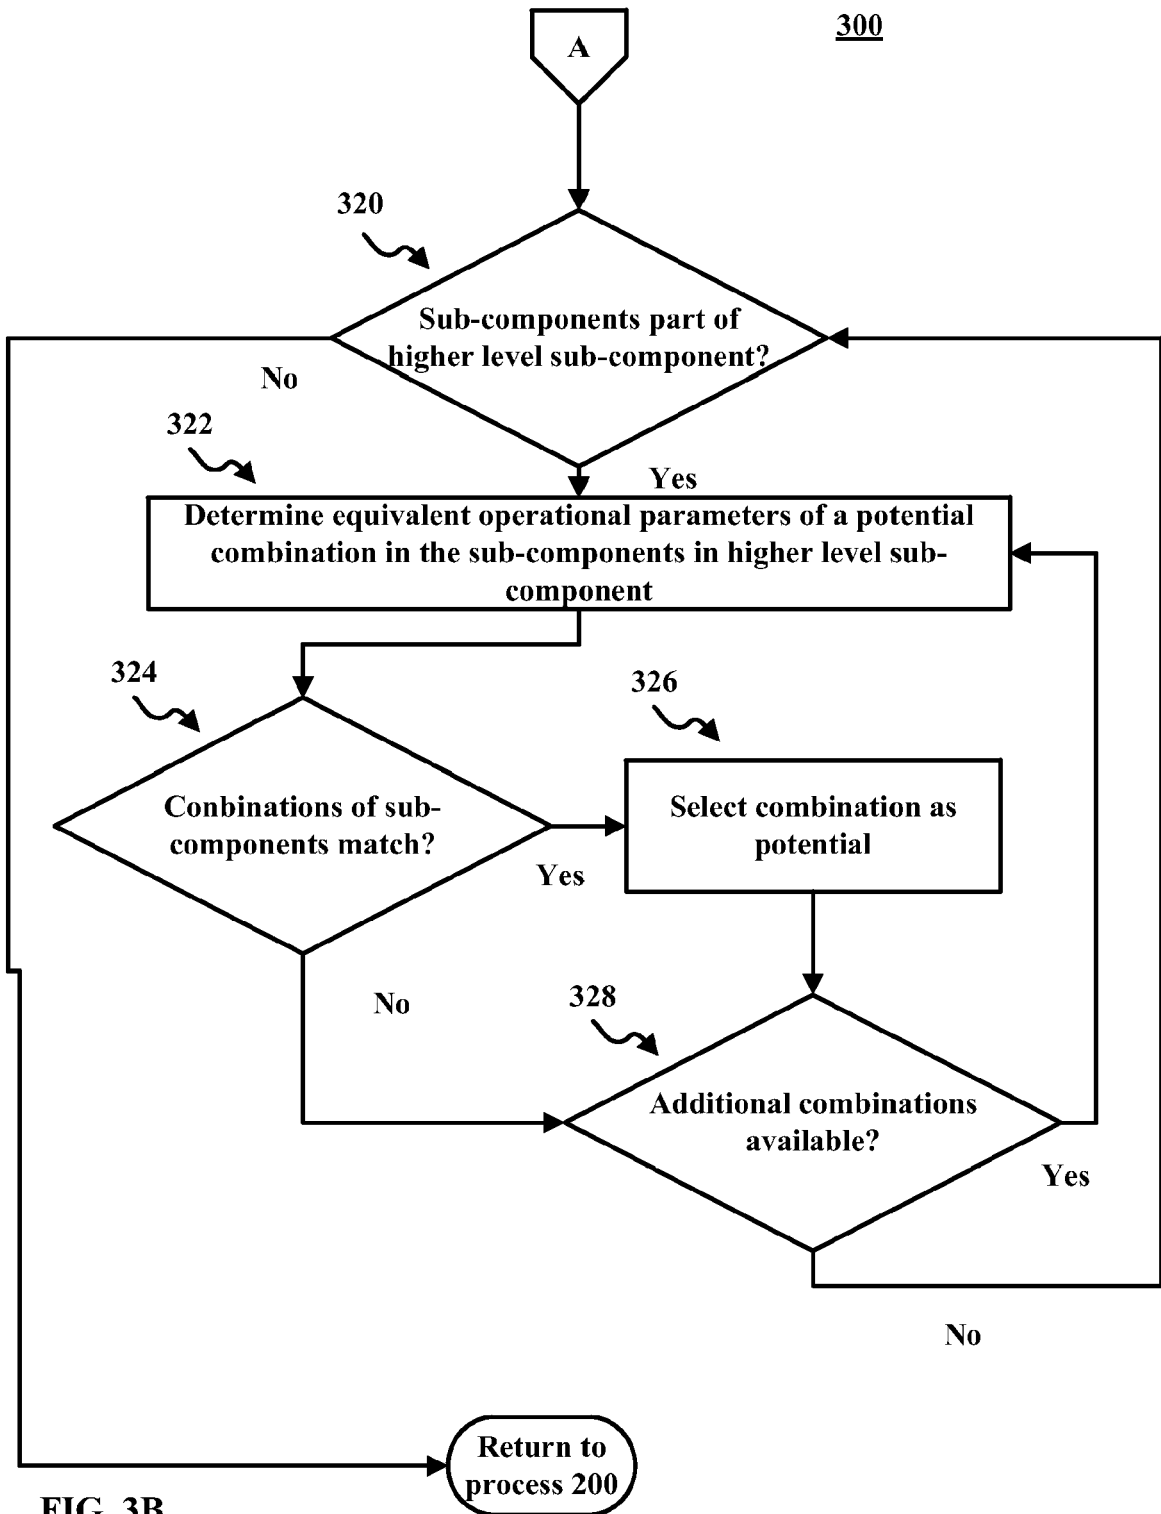 300
A
320
Sub-components part of
higher level sub-component?
No
322
Yes
Determine equivalent operational parameters of a potential
combination in the sub-components in higher level sub-
component
324
326
Conbinations of sub-
components match?
Yes
Select combination as
potential
No
328
Additional combinations
available?
Yes
No
Return to
process 200
FIG. 3B